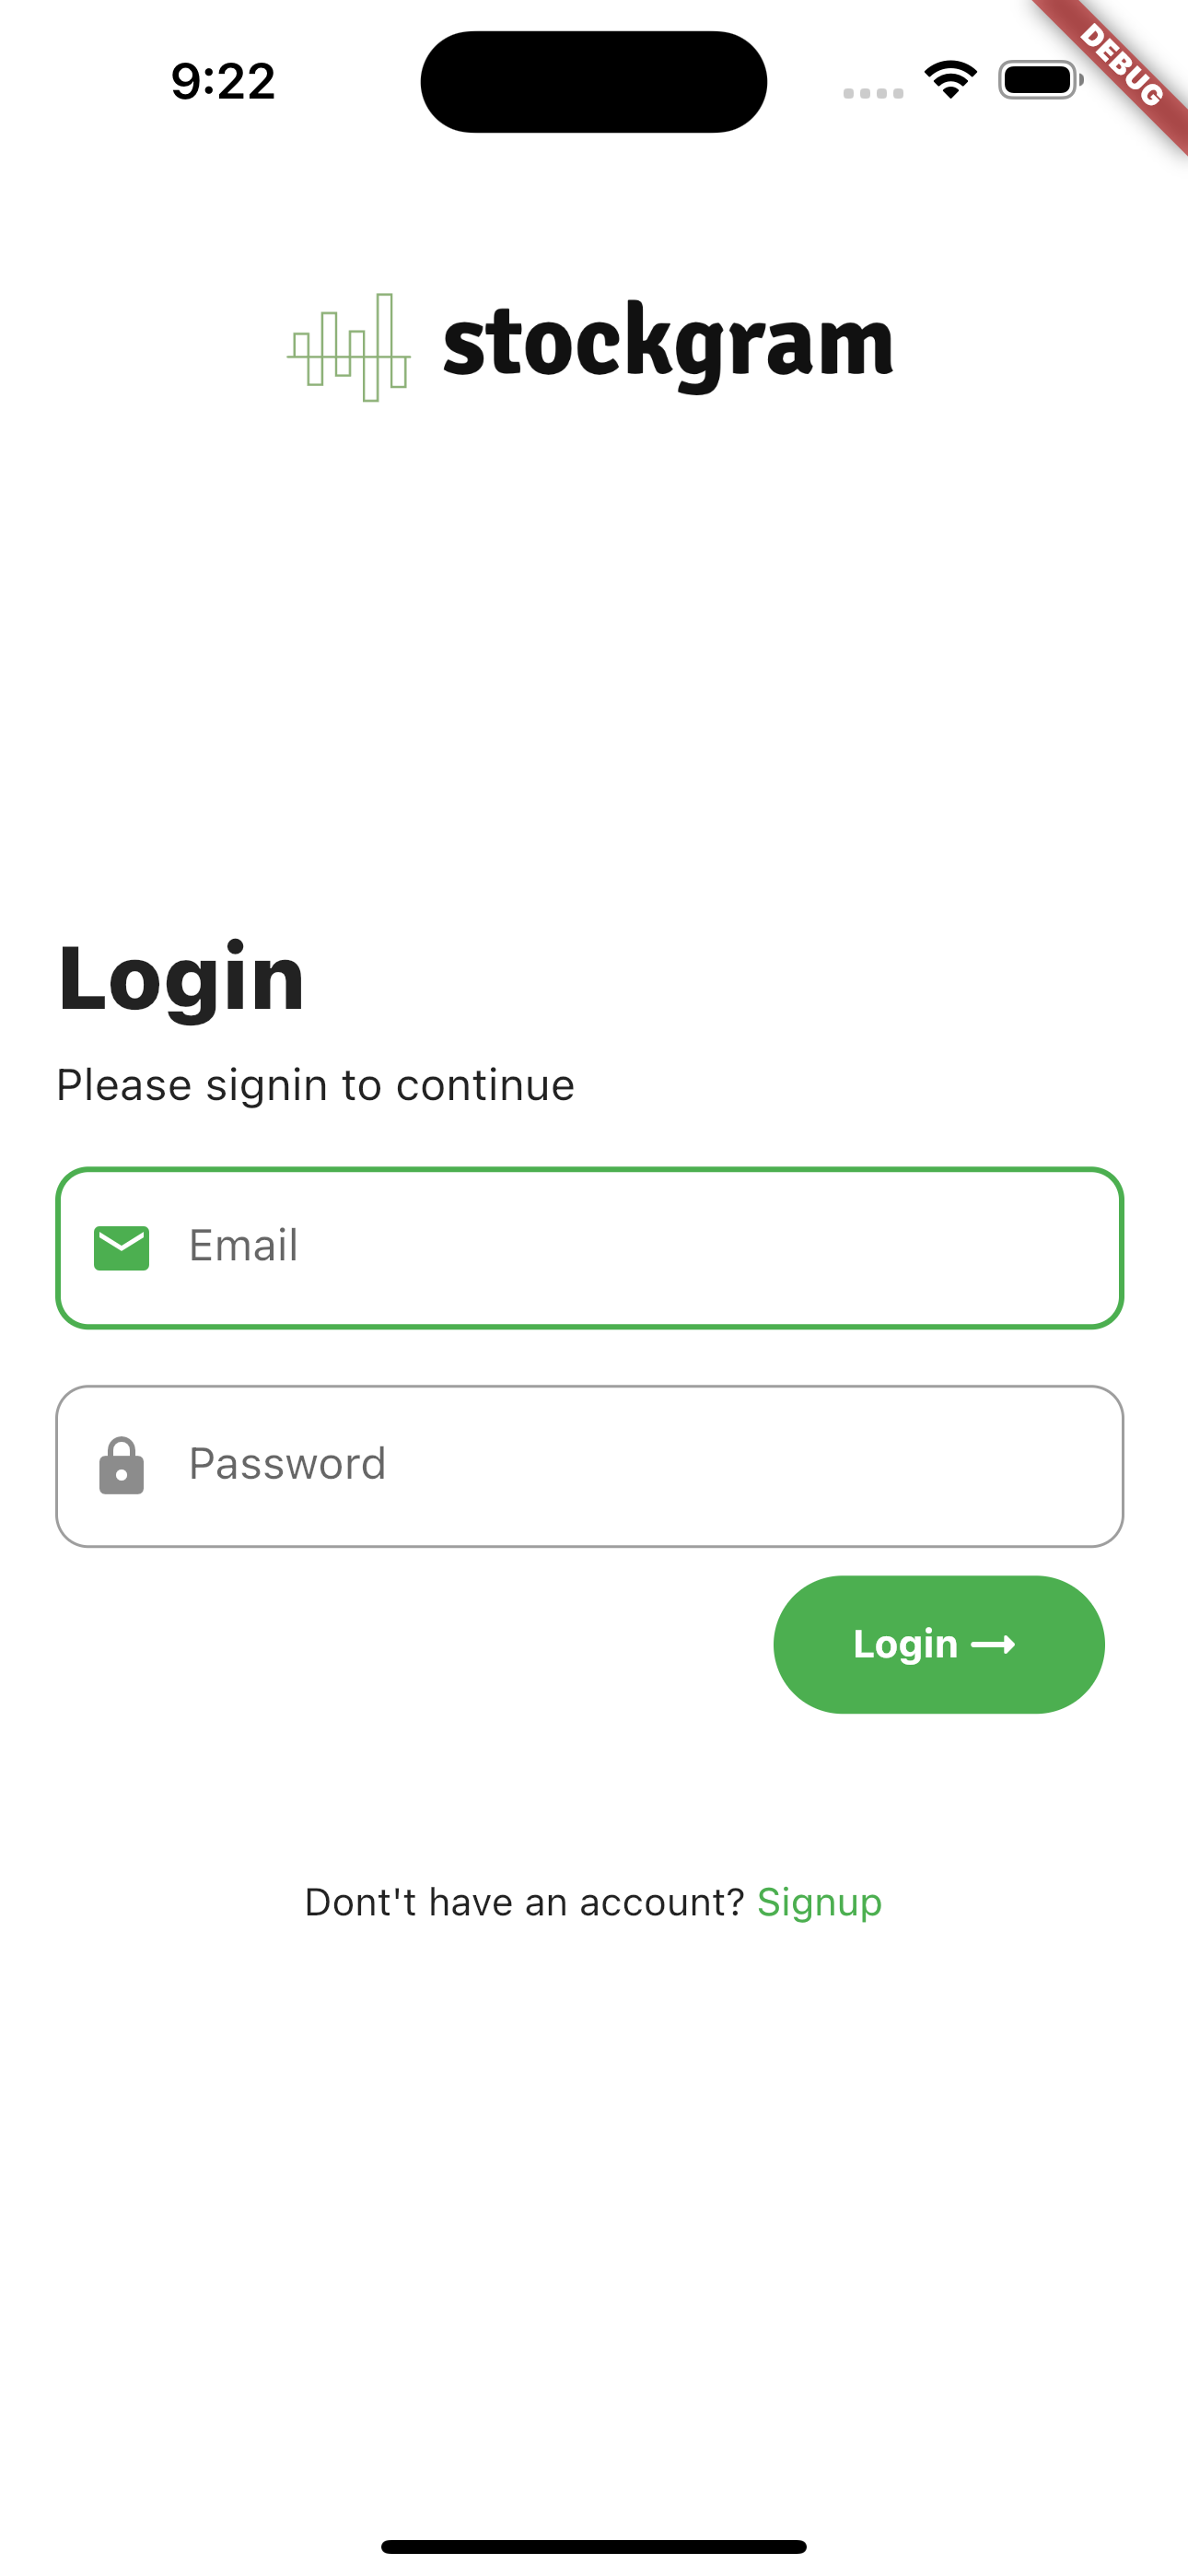 9:22
DEBUG
stockgram
Login
Please signin to continue
Email
Password
Login →
Dont't have an account? Signup